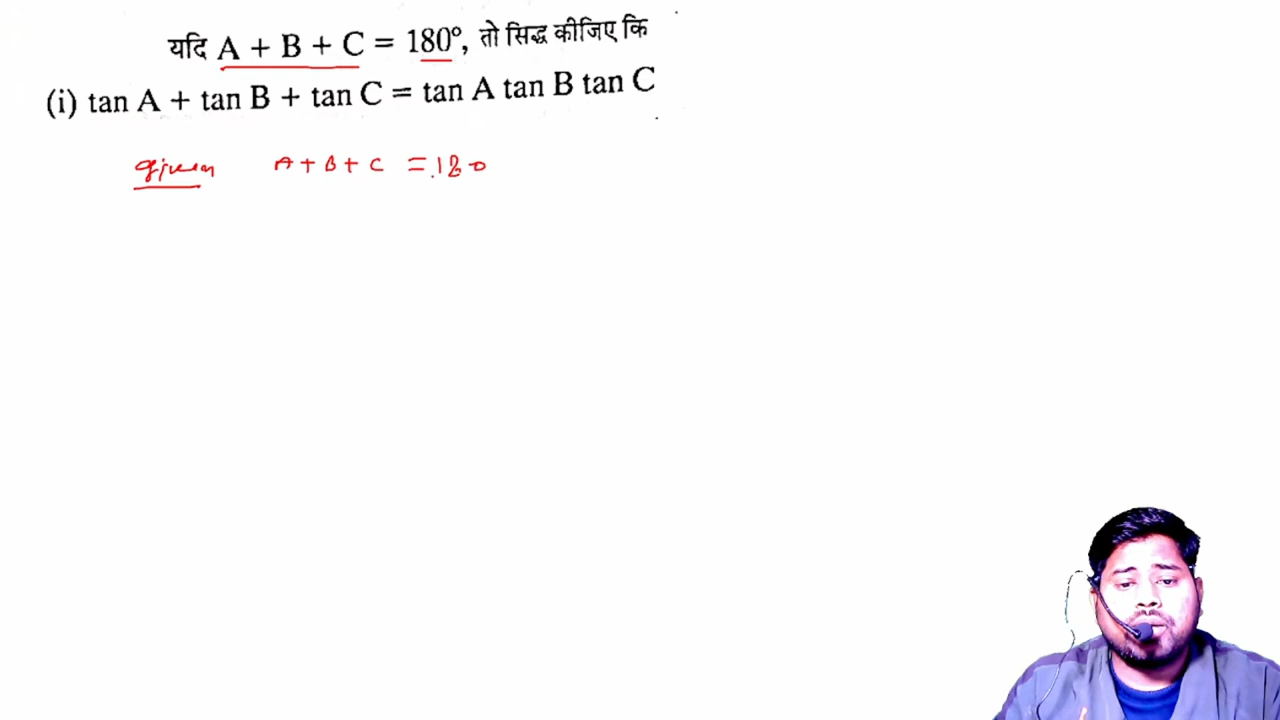 यदि A + B + C = 180°, तो सिद्ध कीजिए कि
(i) tan A + tan B + tan C = tan A tan B tan C
given A + B + C = 180